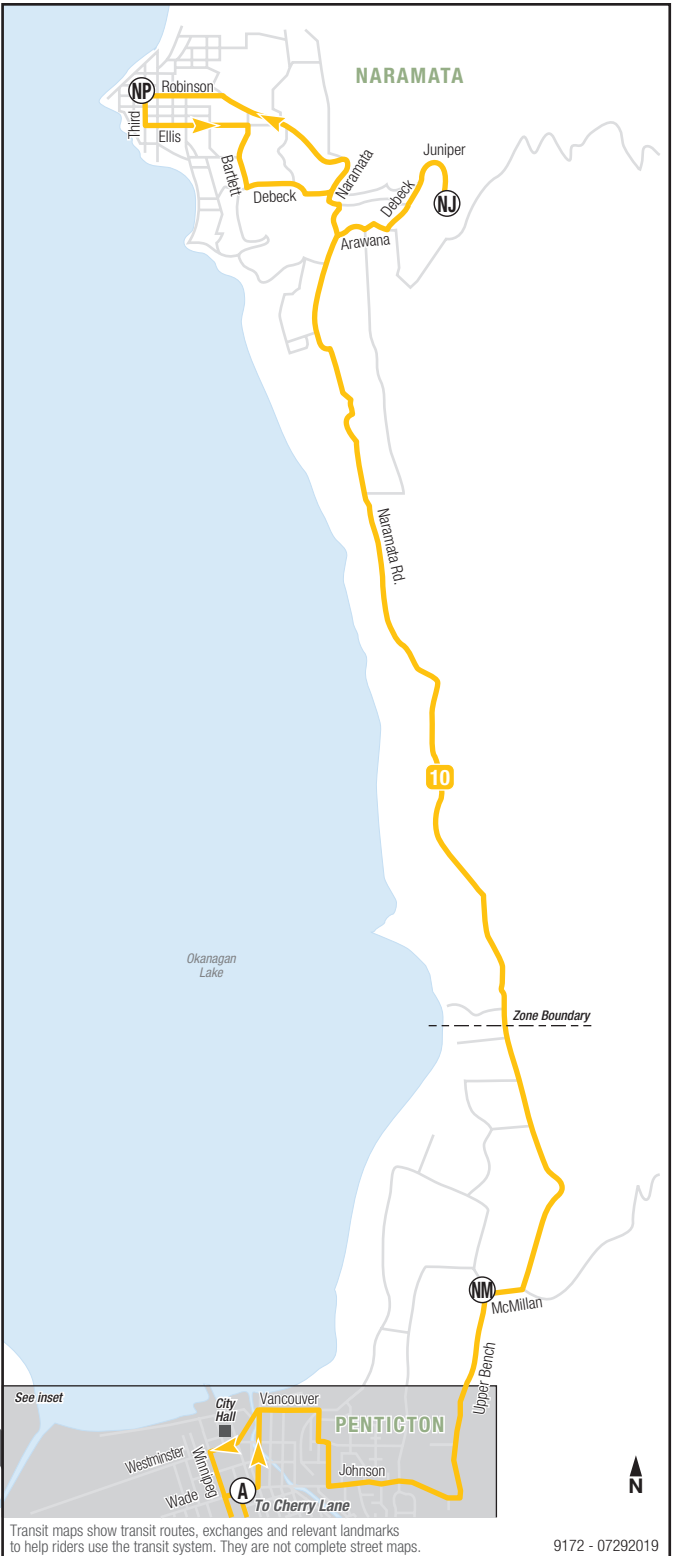 NARAMATA
NP
Robinson
Third
Ellis
Bartlett
Debeck
Naramata
Juniper
Debeck
NJ
Arawana
Naramata Rd.
10
Okanagan
Lake
Zone Boundary
NM
McMillan
Upper Bench
See inset
City
Hall
Vancouver
PENTICTON
Westminster
Winnipeg
Johnson
Wade
A
To Cherry Lane
N
Transit maps show transit routes, exchanges and relevant landmarks
to help riders use the transit system. They are not complete street maps.
9172 - 07292019